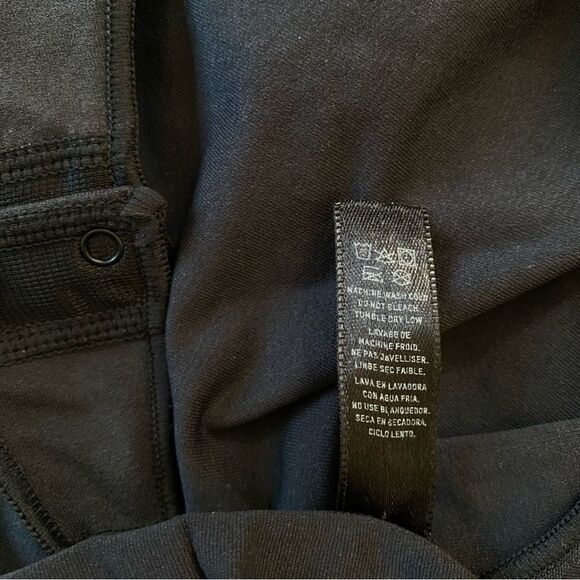 MACHINE WASH COLD
DO NOT BLEACH
TUMBLE DRY LOW
LAVAGE DE
MACHINE FROID.
NE PAS JAVELLISER.
LINGE SEC FAIBLE.
LAVA EN LAVADORA
CON AGUA FRIA.
NO USE BLANQUEDOR.
SECA EN SECADORA,
CICLO LENTO.